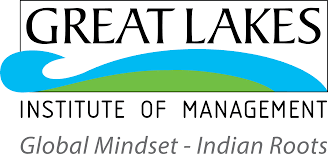 GREAT LAKES
INSTITUTE OF MANAGEMENT
Global Mindset - Indian Roots